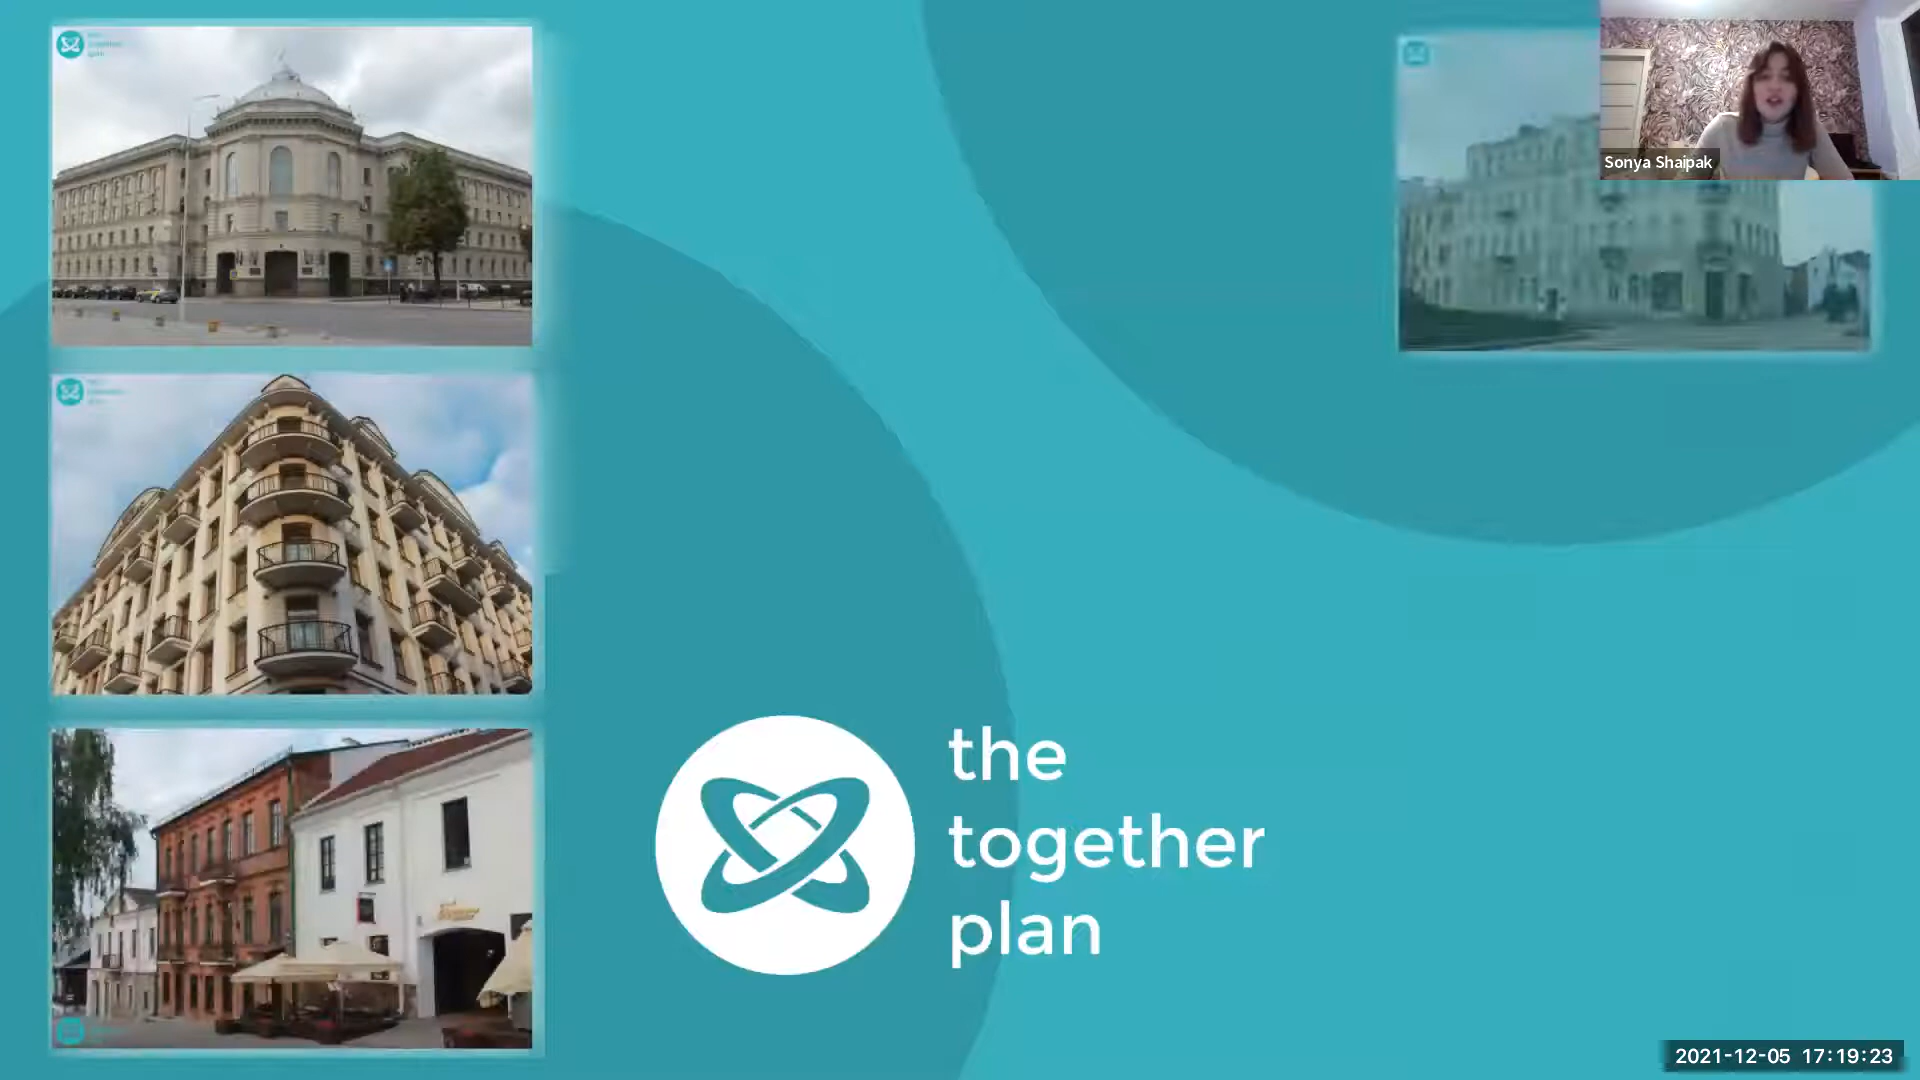 Sonya Shaipak
the
together
plan
2021-12-05 17:19:23